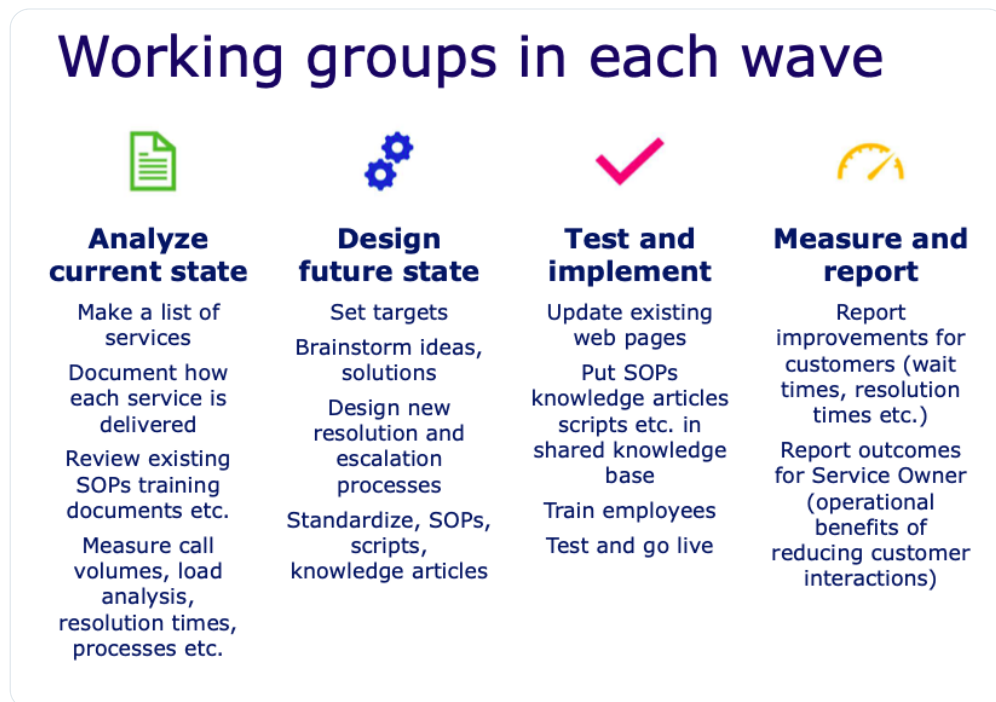 Working groups in each wave
Analyze
current state
Make a list of
services
Document how
each service is
delivered
Review existing
SOPs training
documents etc.
Measure call
volumes, load
analysis,
resolution times,
processes etc.
Design
future state
Set targets
Brainstorm ideas,
solutions
Design new
resolution and
escalation
processes
Standardize, SOPs,
scripts,
knowledge articles
Test and
implement
Update existing
web pages
Put SOPs
knowledge articles
scripts etc. in
shared knowledge
base
Train employees
Test and go live
Measure and
report
Report
improvements for
customers (wait
times, resolution
times etc.)
Report outcomes
for Service Owner
(operational
benefits of
reducing customer
interactions)